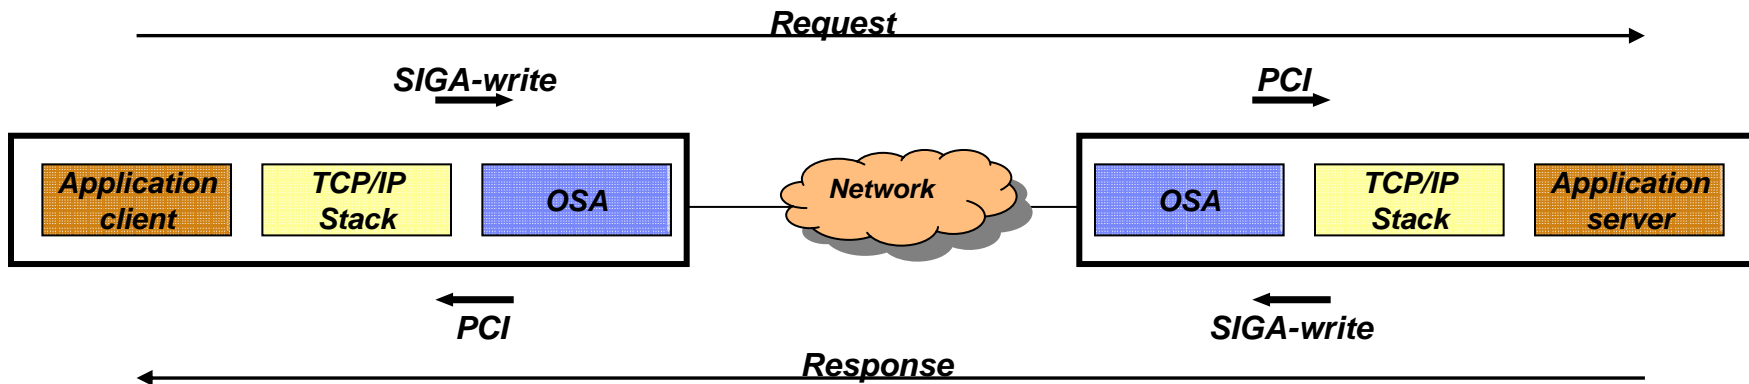 Request
SIGA-write
PCI
Application
client
TCP/IP
Stack
OSA
Network
OSA
TCP/IP
Stack
Application
server
PCI
SIGA-write
Response